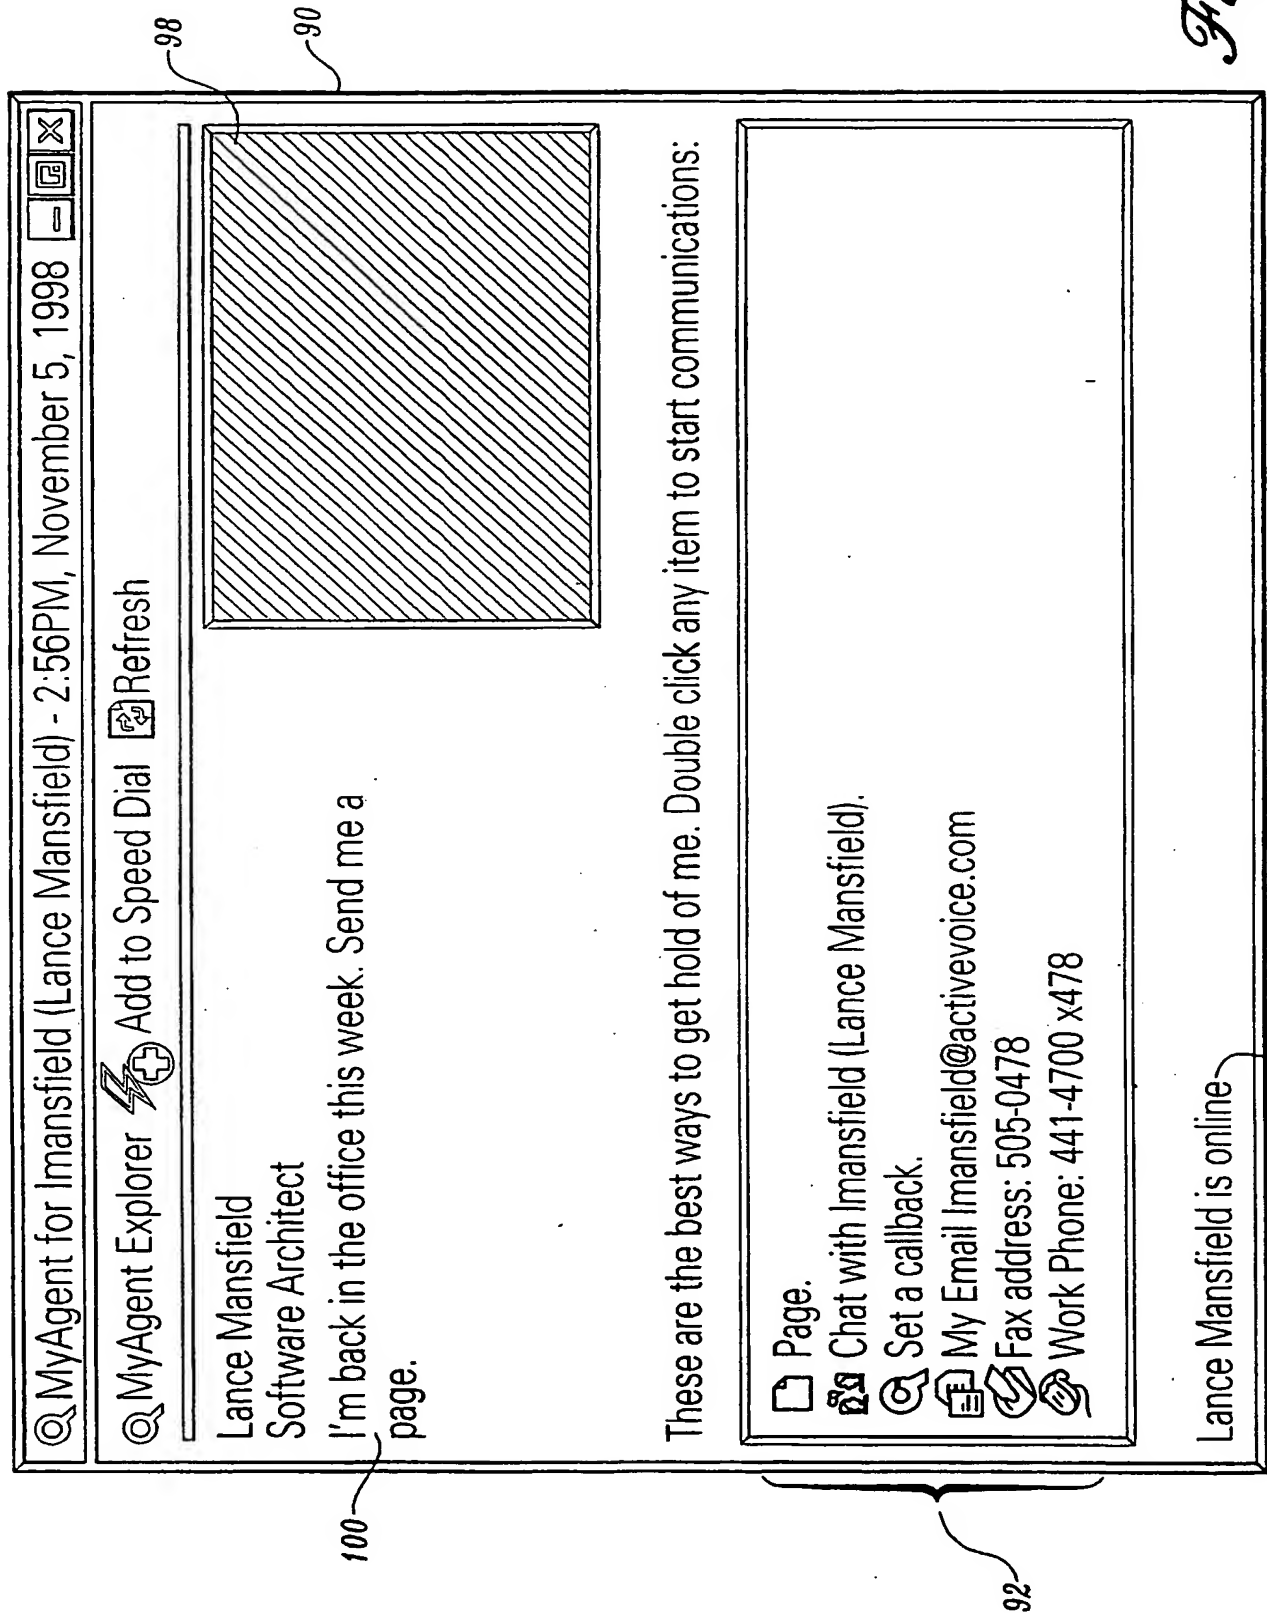 MyAgent for lmansfield (Lance Mansfield) - 2:56PM, November 5, 1998
MyAgent Explorer Add to Speed Dial Refresh
98
90
Lance Mansfield
Software Architect
I'm back in the office this week. Send me a
page.
100
These are the best ways to get hold of me. Double click any item to start communications:
Page.
Chat with lmansfield (Lance Mansfield).
Set a callback.
My Email lmansfield@activevoice.com
Fax address: 505-0478
Work Phone: 441-4700 x478
92
Lance Mansfield is online